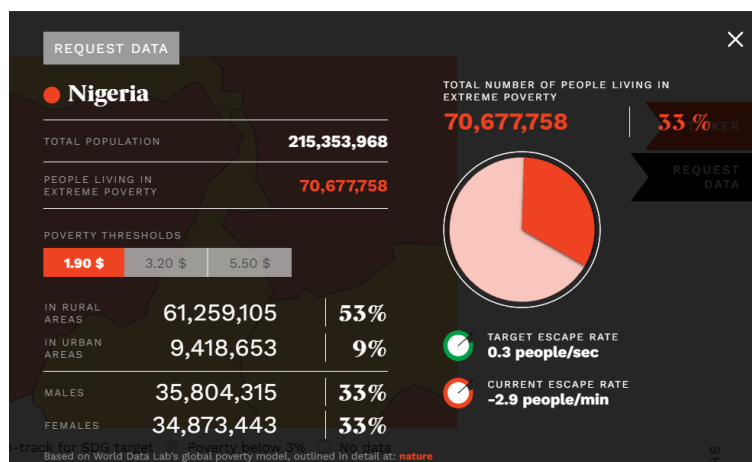 REQUEST DATA
Nigeria
TOTAL POPULATION 215,353,968
PEOPLE LIVING IN
EXTREME POVERTY 70,677,758
POVERTY THRESHOLDS
1.90 $ 3.20 $ 5.50 $
IN RURAL
AREAS 61,259,105 53%
IN URBAN
AREAS 9,418,653 9%
MALES 35,804,315 33%
FEMALES 34,873,443 33%
-track for SDG target Poverty below 3% No data
Based on World Data Lab's global poverty model, outlined in detail at: nature
TOTAL NUMBER OF PEOPLE LIVING IN
EXTREME POVERTY
70,677,758 33 %
REQUEST
DATA
TARGET ESCAPE RATE
0.3 people/sec
CURRENT ESCAPE RATE
-2.9 people/min